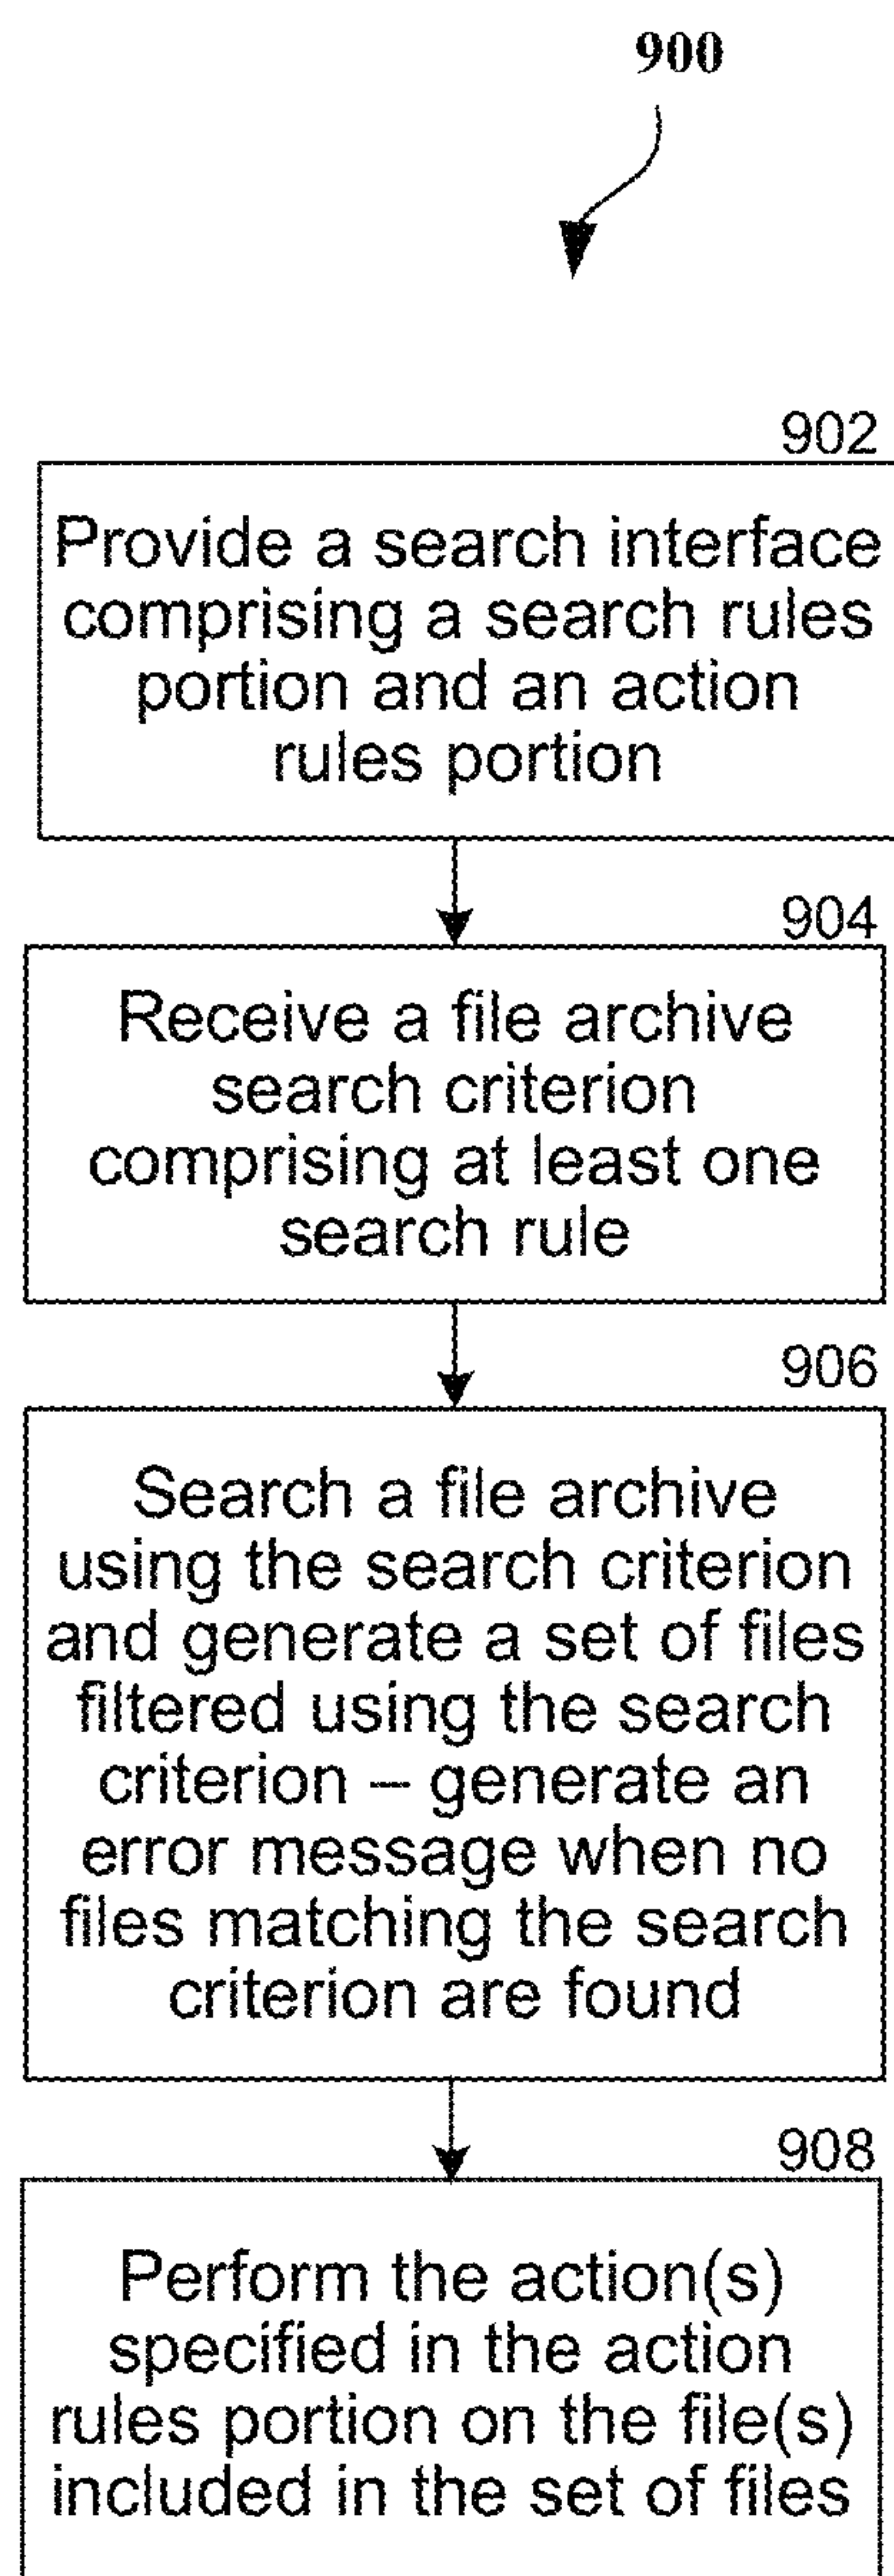 900
902
Provide a search interface
comprising a search rules
portion and an action
rules portion
904
Receive a file archive
search criterion
comprising at least one
search rule
906
Search a file archive
using the search criterion
and generate a set of files
filtered using the search
criterion – generate an
error message when no
files matching the search
criterion are found
908
Perform the action(s)
specified in the action
rules portion on the file(s)
included in the set of files